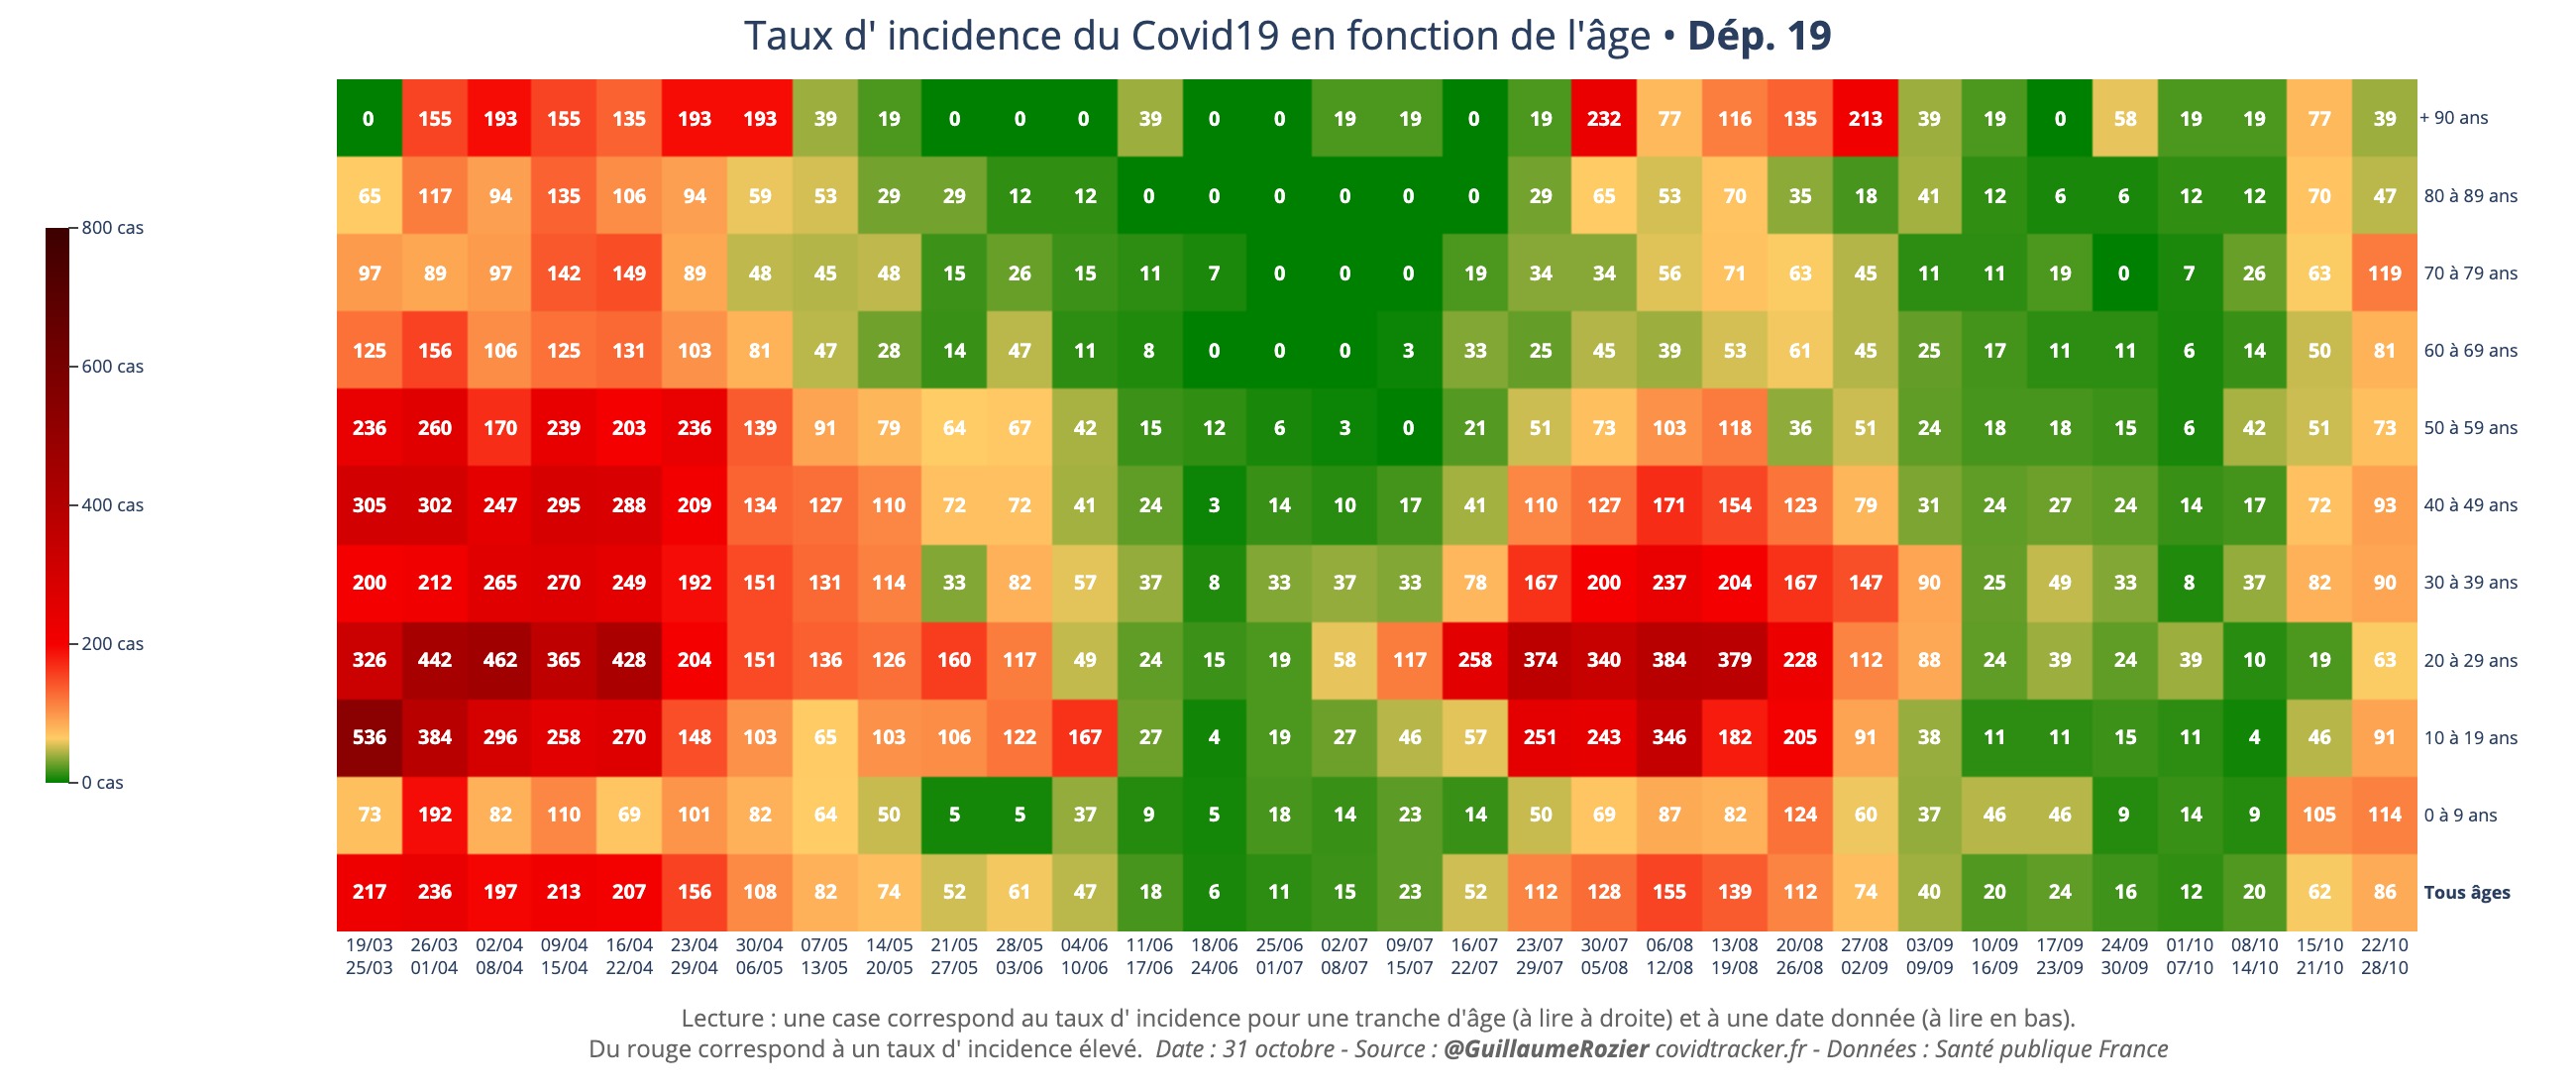 Taux d' incidence du Covid19 en fonction de l'âge • Dép. 19
0 155 193 155 135 193 193 39 19 0 0 0 39 0 0 19 19 0 19 232 77 116 135 213 39 19 0 58 19 19 77 39 + 90 ans
65 117 94 135 106 94 59 53 29 29 12 12 0 0 0 0 0 0 29 65 53 70 35 18 41 12 6 6 12 12 70 47 80 à 89 ans
97 89 97 142 149 89 48 45 48 15 26 15 11 7 0 0 0 19 34 34 56 71 63 45 11 11 19 0 7 26 63 119 70 à 79 ans
125 156 106 125 131 103 81 47 28 14 47 11 8 0 0 0 3 33 25 45 39 53 61 45 25 17 11 11 6 14 50 81 60 à 69 ans
236 260 170 239 203 236 139 91 79 64 67 42 15 12 6 3 0 21 51 73 103 118 36 51 24 18 18 15 6 42 51 73 50 à 59 ans
305 302 247 295 288 209 134 127 110 72 72 41 24 3 14 10 17 41 110 127 171 154 123 79 31 24 27 24 14 17 72 93 40 à 49 ans
200 212 265 270 249 192 151 131 114 33 82 57 37 8 33 37 33 78 167 200 237 204 167 147 90 25 49 33 8 37 82 90 30 à 39 ans
326 442 462 365 428 204 151 136 126 160 117 49 24 15 19 58 117 258 374 340 384 379 228 112 88 24 39 24 39 10 19 63 20 à 29 ans
536 384 296 258 270 148 103 65 103 106 122 167 27 4 19 27 46 57 251 243 346 182 205 91 38 11 11 15 11 4 46 91 10 à 19 ans
73 192 82 110 69 101 82 64 50 5 5 37 9 5 18 14 23 14 50 69 87 82 124 60 37 46 46 9 14 9 105 114 0 à 9 ans
217 236 197 213 207 156 108 82 74 52 61 47 18 6 11 15 23 52 112 128 155 139 112 74 40 20 24 16 12 20 62 86 Tous âges
19/03 26/03 02/04 09/04 16/04 23/04 30/04 07/05 14/05 21/05 28/05 04/06 11/06 18/06 25/06 02/07 09/07 16/07 23/07 30/07 06/08 13/08 20/08 27/08 03/09 10/09 17/09 24/09 01/10 08/10 15/10 22/10
25/03 01/04 08/04 15/04 22/04 29/04 06/05 13/05 20/05 27/05 03/06 10/06 17/06 24/06 01/07 08/07 15/07 22/07 29/07 05/08 12/08 19/08 26/08 02/09 09/09 16/09 23/09 30/09 07/10 14/10 21/10 28/10
800 cas
600 cas
400 cas
200 cas
0 cas
Lecture : une case correspond au taux d' incidence pour une tranche d'âge (à lire à droite) et à une date donnée (à lire en bas).
Du rouge correspond à un taux d' incidence élevé. Date : 31 octobre - Source : @GuillaumeRozier covidtracker.fr - Données : Santé publique France